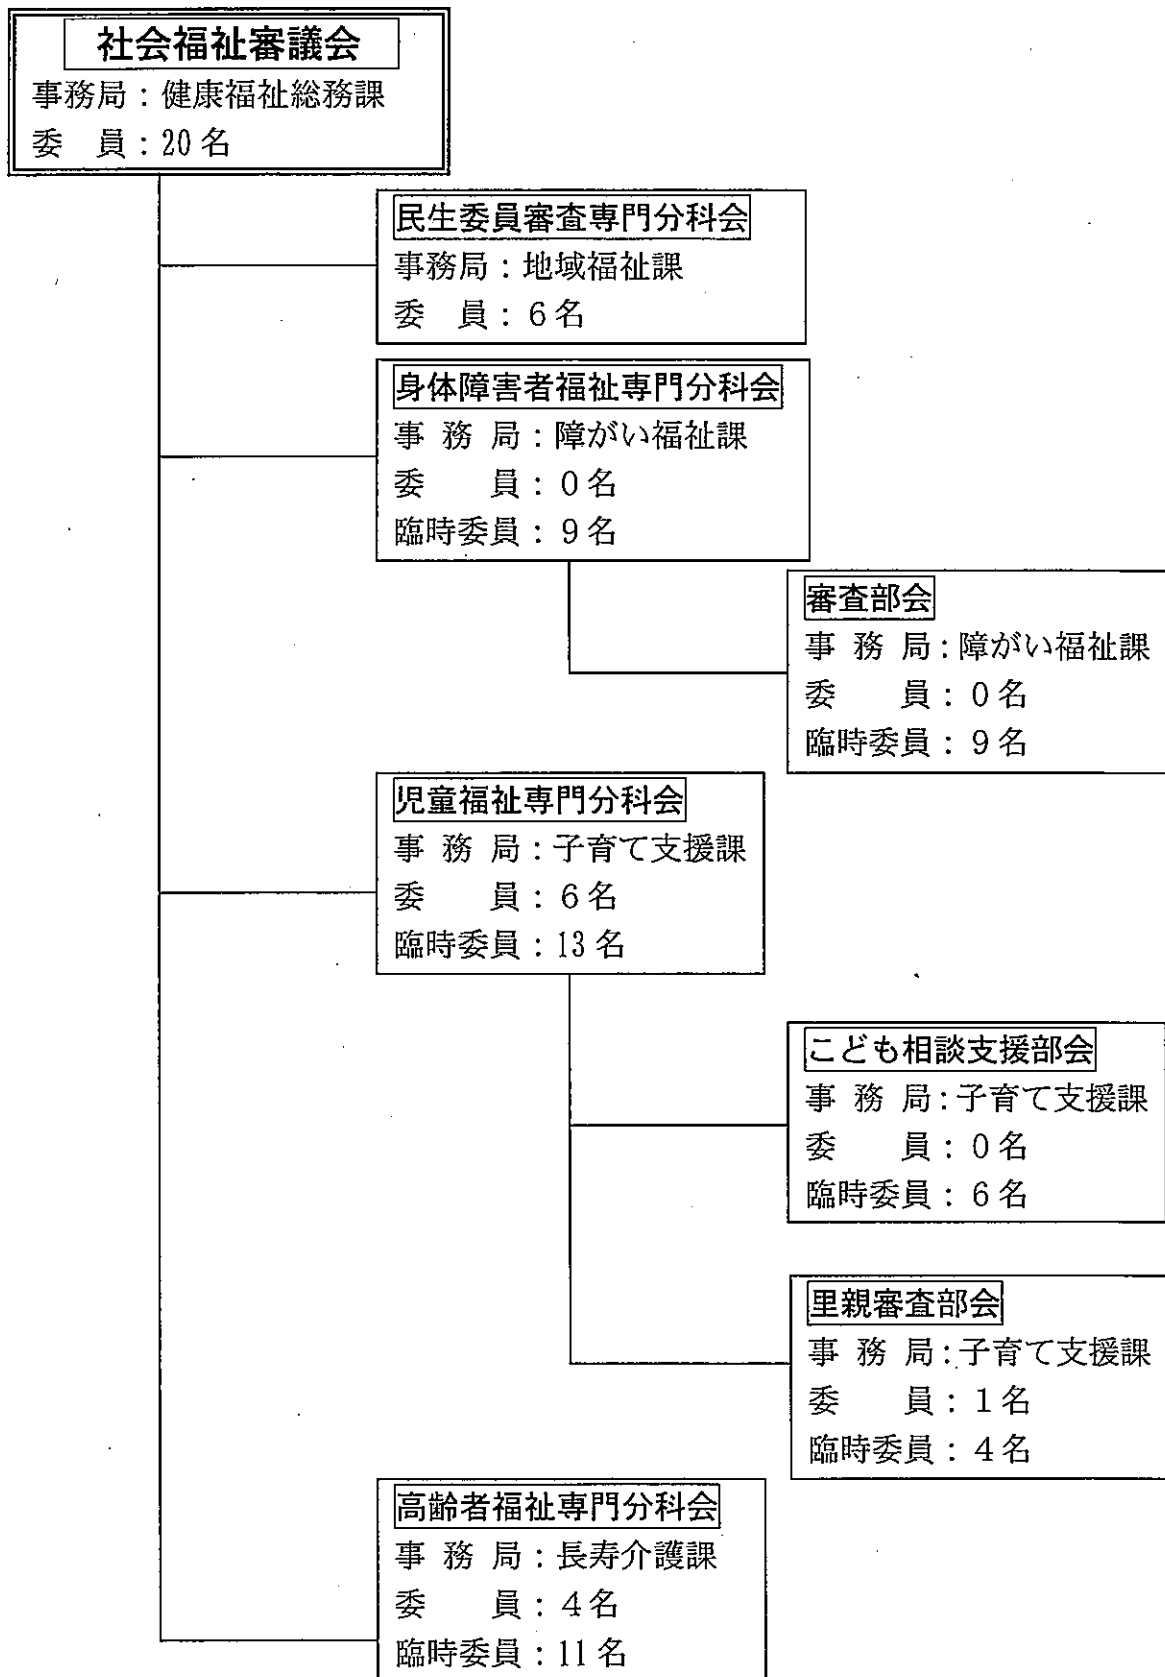 社会福祉審議会
事務局：健康福祉総務課
委　員：20名
民生委員審査専門分科会
事務局：地域福祉課
委　員：６名
身体障害者福祉専門分科会
事 務 局：障がい福祉課
委　　員：０名
臨時委員：９名
審査部会
事 務 局：障がい福祉課
委　　員：０名
臨時委員：９名
児童福祉専門分科会
事 務 局：子育て支援課
委　　員：６名
臨時委員：13名
こども相談支援部会
事 務 局：子育て支援課
委　　員：０名
臨時委員：６名
里親審査部会
事 務 局：子育て支援課
委　　員：１名
臨時委員：４名
高齢者福祉専門分科会
事 務 局：長寿介護課
委　　員：４名
臨時委員：11名